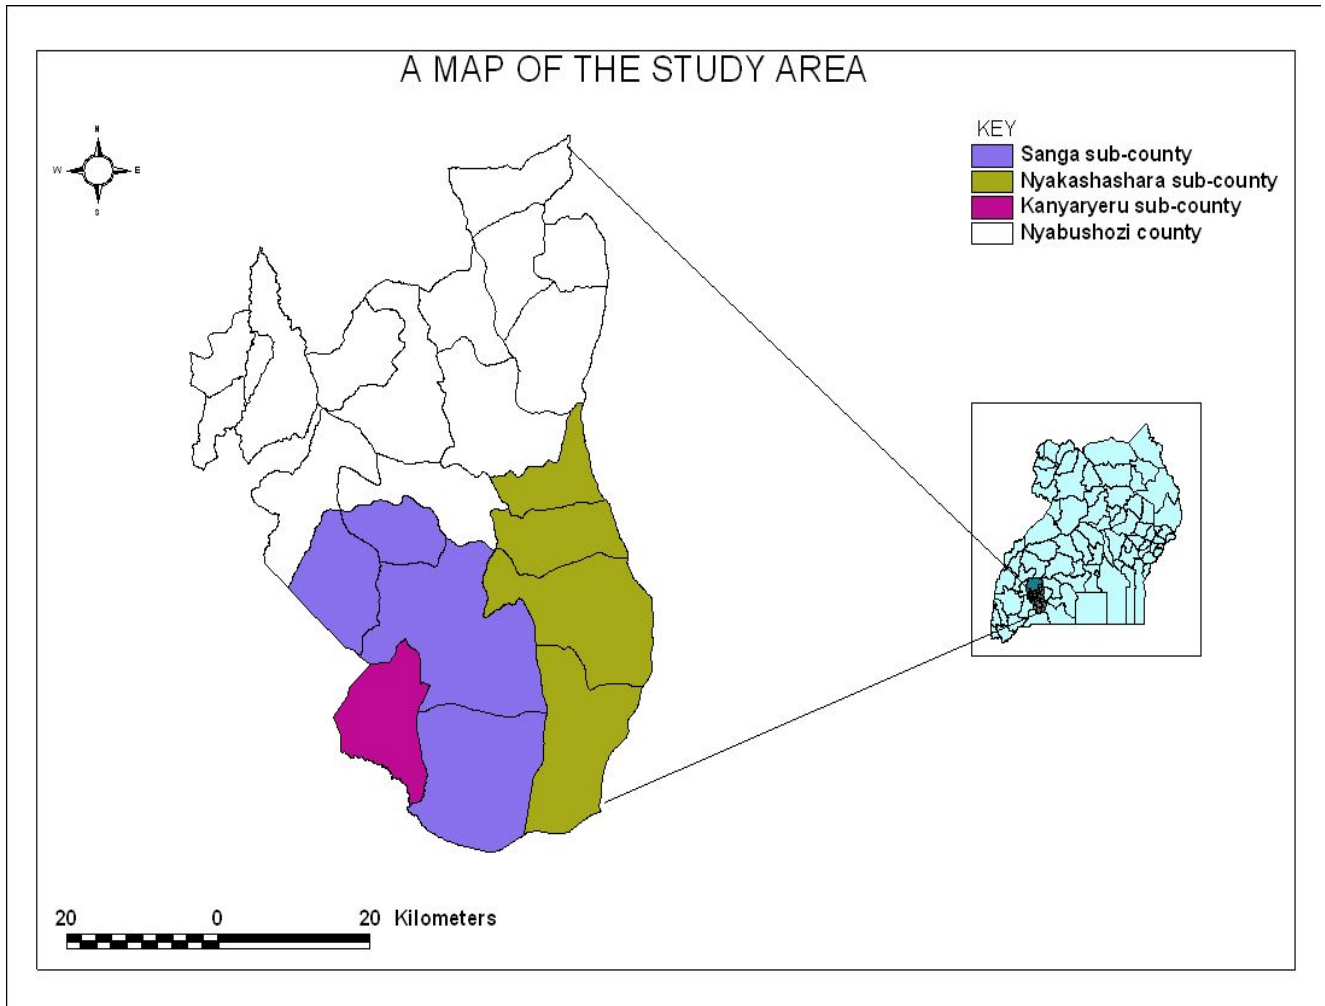 A MAP OF THE STUDY AREA
KEY
Sanga sub-county
Nyakashashara sub-county
Kanyaryeru sub-county
Nyabushozi county
N
W E
S
20 0 20 Kilometers